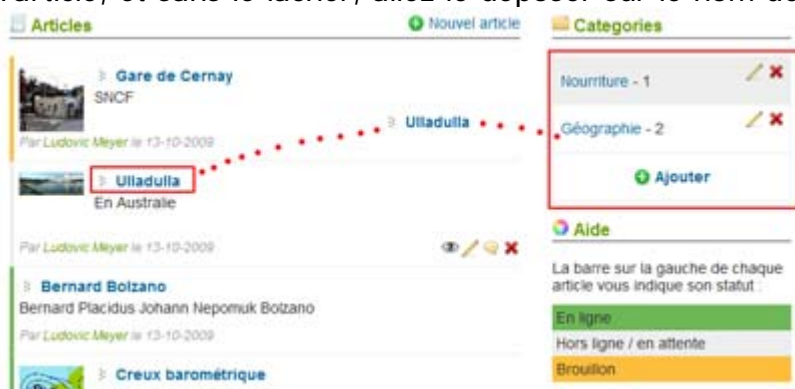 l'article, et sans le lâcher, allez le déposer sur le nom de
Articles
Nouvel article
Gare de Cernay
SNCF
Par Ludovic Meyer le 13-10-2009
Ulladulla
Ulladulla
En Australie
Par Ludovic Meyer le 13-10-2009
Bernard Bolzano
Bernard Placidus Johann Nepomuk Bolzano
Par Ludovic Meyer le 13-10-2009
Creux barométrique
Categories
Nourriture - 1
Géographie - 2
Ajouter
Aide
La barre sur la gauche de chaque
article vous indique son statut :
En ligne
Hors ligne / en attente
Brouillon